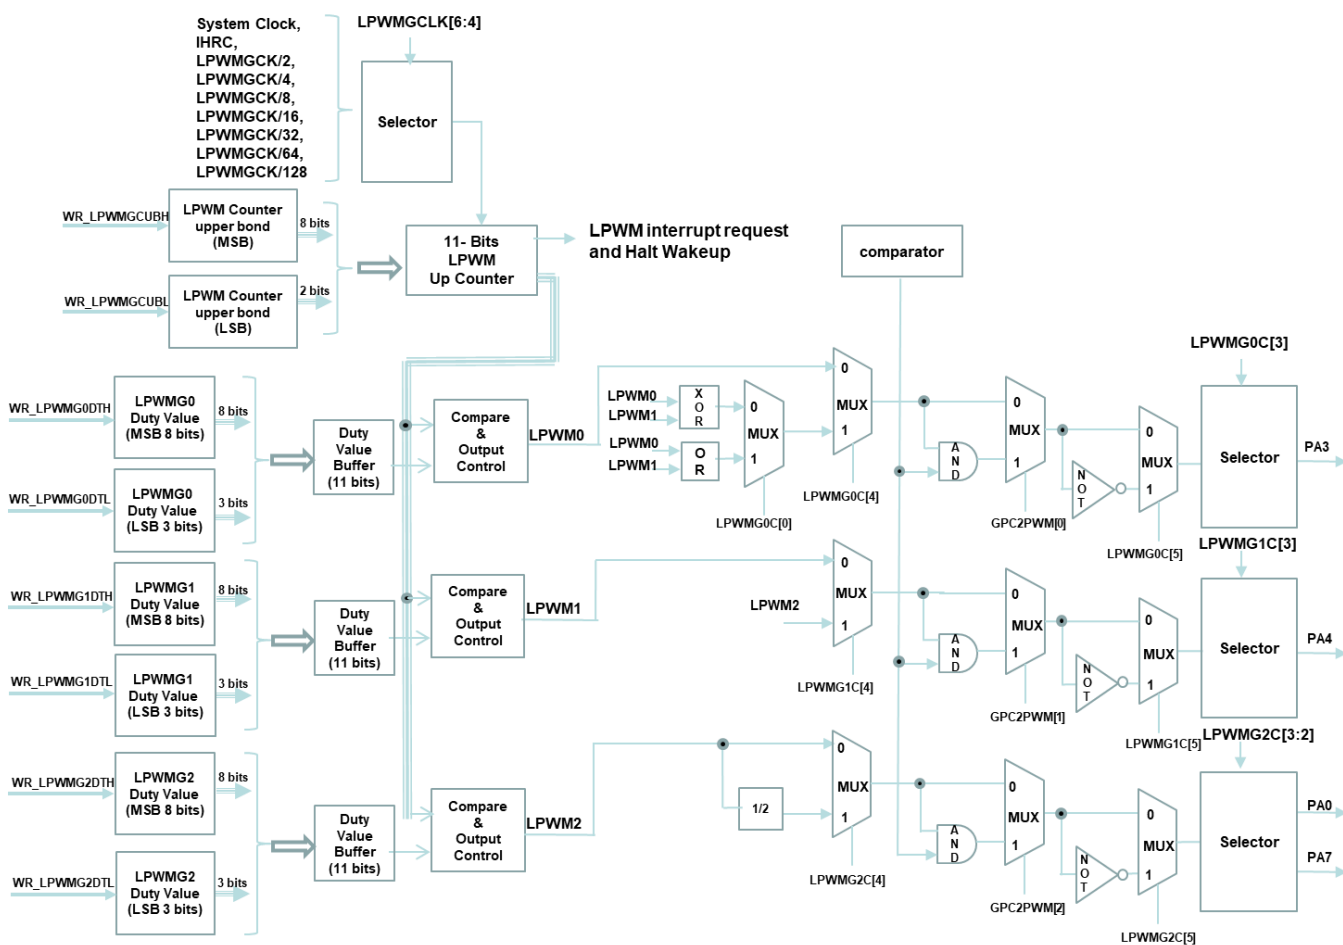 System Clock,
IHRC,
LPWMGCK/2,
LPWMGCK/4,
LPWMGCK/8,
LPWMGCK/16,
LPWMGCK/32,
LPWMGCK/64,
LPWMGCK/128
LPWMGCLK[6:4]
Selector
WR_LPWMGCUBH
LPWM Counter
upper bond
(MSB)
8 bits
WR_LPWMGCUBL
LPWM Counter
upper bond
(LSB)
2 bits
11- Bits
LPWM
Up Counter
LPWM interrupt request
and Halt Wakeup
comparator
WR_LPWMG0DTH
LPWMG0
Duty Value
(MSB 8 bits)
8 bits
WR_LPWMG0DTL
LPWMG0
Duty Value
(LSB 3 bits)
3 bits
Duty
Value
Buffer
(11 bits)
Compare
&
Output
Control
LPWM0
LPWM0
LPWM1
X
O
R
LPWM0
LPWM1
O
R
0
MUX
1
LPWMG0C[0]
0
MUX
1
LPWMG0C[4]
A
N
D
0
MUX
1
GPC2PWM[0]
N
O
T
0
MUX
1
LPWMG0C[5]
LPWMG0C[3]
Selector
PA3
WR_LPWMG1DTH
LPWMG1
Duty Value
(MSB 8 bits)
8 bits
WR_LPWMG1DTL
LPWMG1
Duty Value
(LSB 3 bits)
3 bits
Duty
Value
Buffer
(11 bits)
Compare
&
Output
Control
LPWM1
LPWM2
0
MUX
1
LPWMG1C[4]
A
N
D
0
MUX
1
GPC2PWM[1]
N
O
T
0
MUX
1
LPWMG1C[5]
LPWMG1C[3]
Selector
PA4
WR_LPWMG2DTH
LPWMG2
Duty Value
(MSB 8 bits)
8 bits
WR_LPWMG2DTL
LPWMG2
Duty Value
(LSB 3 bits)
3 bits
Duty
Value
Buffer
(11 bits)
Compare
&
Output
Control
LPWM2
1/2
0
MUX
1
LPWMG2C[4]
A
N
D
0
MUX
1
GPC2PWM[2]
N
O
T
0
MUX
1
LPWMG2C[5]
LPWMG2C[3:2]
Selector
PA0
PA7